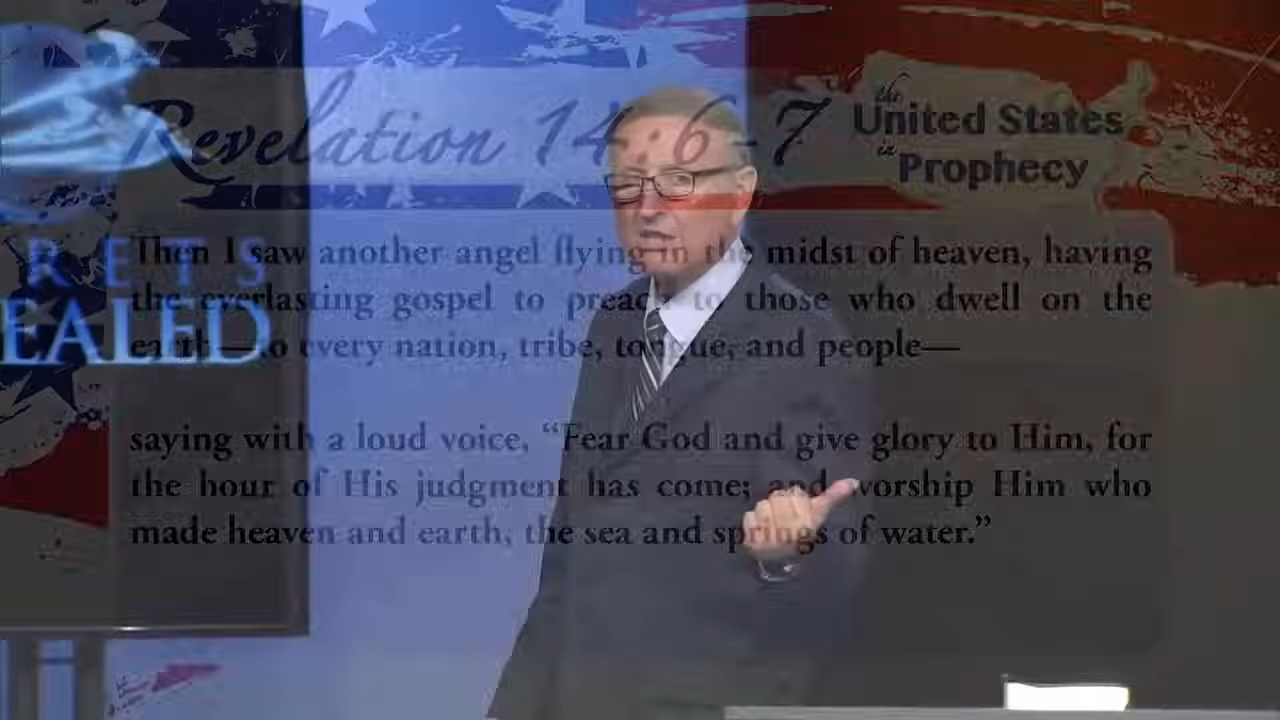 Revelation 14:6-7
the
United States
in
Prophecy
RETS
EALED
Then I saw another angel flying in the midst of heaven, having
the everlasting gospel to preach to those who dwell on the
earth—to every nation, tribe, tongue, and people—
saying with a loud voice, “Fear God and give glory to Him, for
the hour of His judgment has come; and worship Him who
made heaven and earth, the sea and springs of water.”